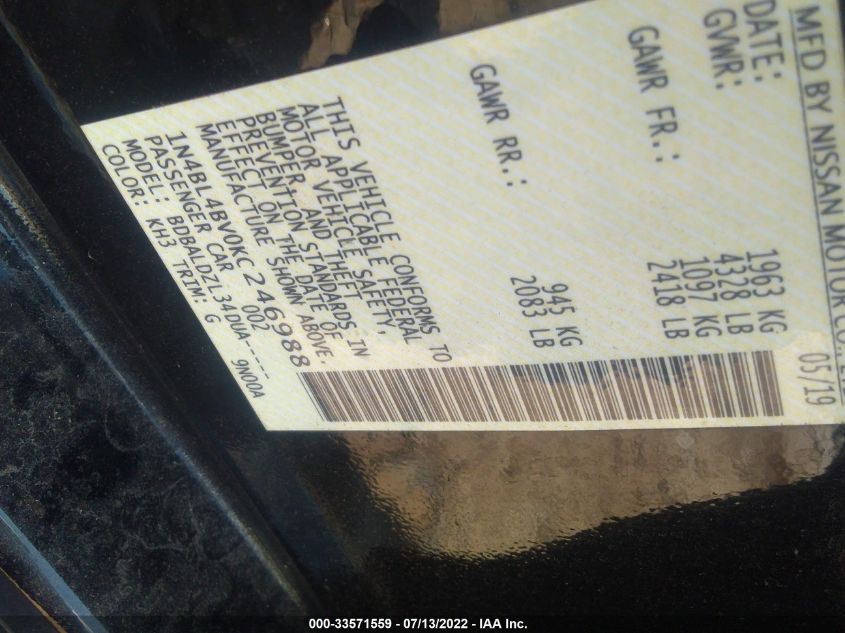 MFD BY NISSAN MOTOR CO.,
DATE: 05/19
GVWR: 1963 KG
4328 LB
GAWR FR.: 1097 KG
2418 LB
GAWR RR.: 945 KG
2083 LB
THIS VEHICLE CONFORMS TO
ALL APPLICABLE FEDERAL
MOTOR VEHICLE SAFETY,
BUMPER, AND THEFT
PREVENTION STANDARDS IN
EFFECT ON THE DATE OF
MANUFACTURE SHOWN ABOVE.
1N4BL4BV0KC246988
PASSENGER CAR 002
MODEL: BDBALDZL34DUA----- 9N00A
COLOR: KH3 TRIM: G
000-33571559 - 07/13/2022 - IAA Inc.